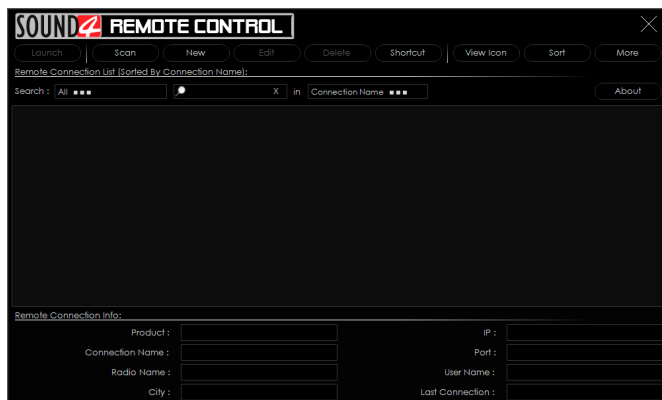 SOUND4 REMOTE CONTROL
Launch Scan New Edit Delete Shortcut View Icon Sort More
Remote Connection List (Sorted By Connection Name):
Search : All X in Connection Name About
Remote Connection Info:
Product : IP :
Connection Name : Port :
Radio Name : User Name :
City : Last Connection :